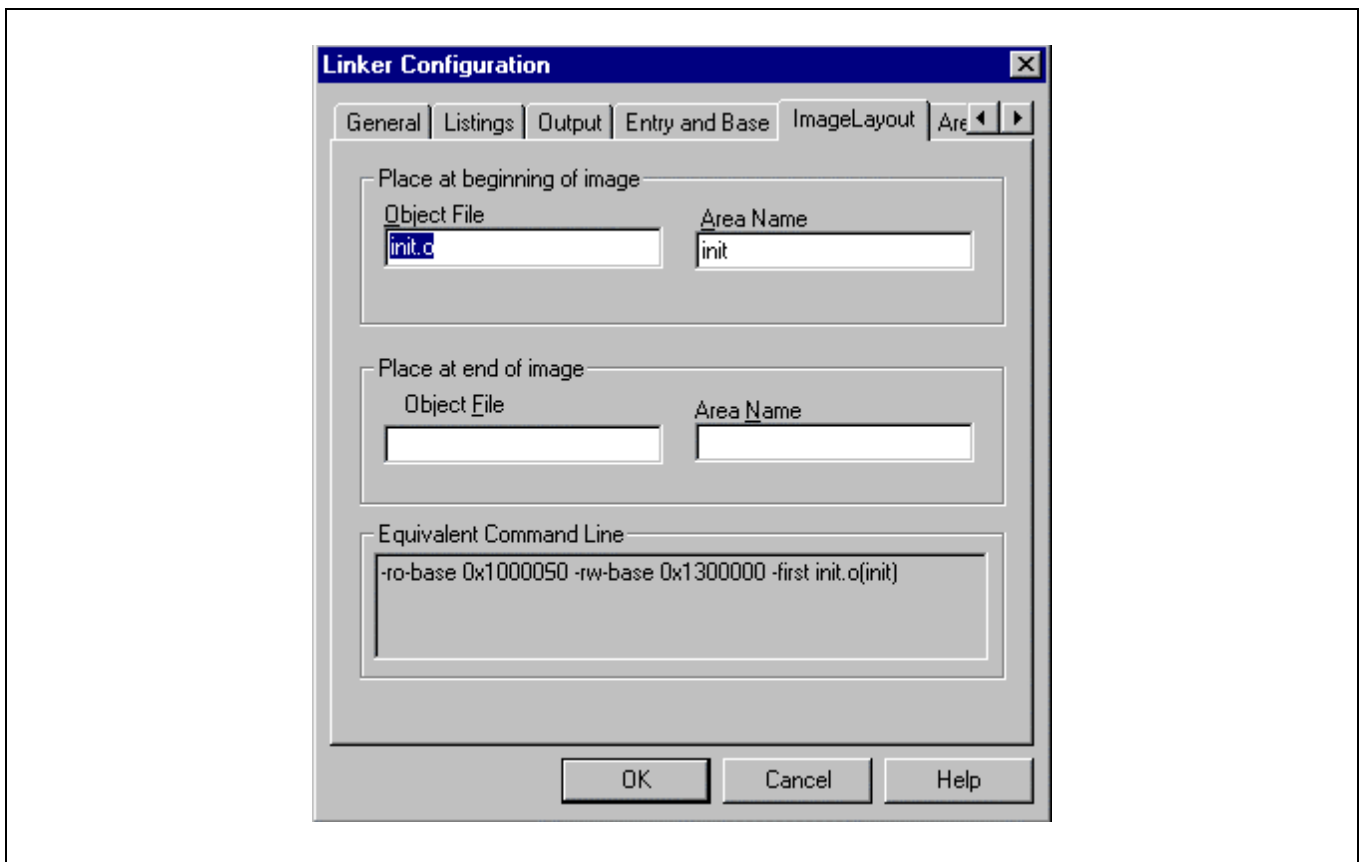 Linker Configuration
General Listings Output Entry and Base ImageLayout
Place at beginning of image
Object File Area Name
init.o init
Place at end of image
Object File Area Name
Equivalent Command Line
-ro-base 0x1000050 -rw-base 0x1300000 -first init.o(init)
OK Cancel Help